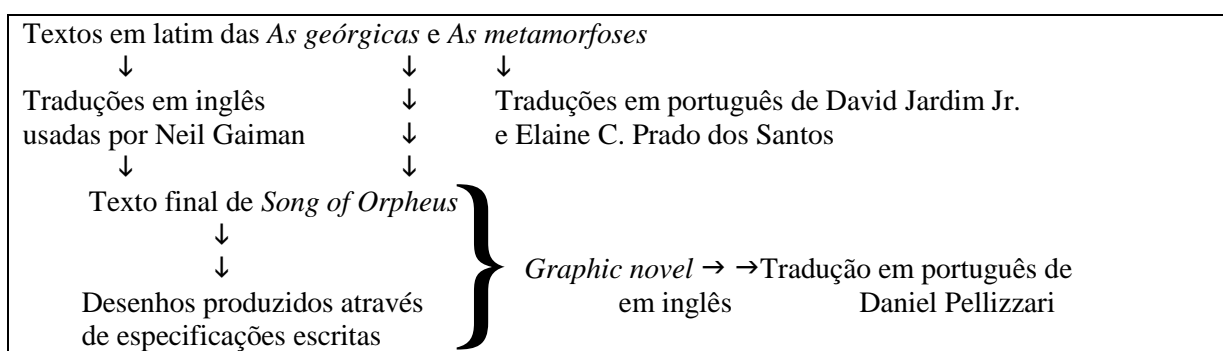 Textos em latim das As geórgicas e As metamorfoses
↓ ↓ ↓
Traduções em inglês ↓ Traduções em português de David Jardim Jr.
usadas por Neil Gaiman ↓ e Elaine C. Prado dos Santos
↓ ↓
Texto final de Song of Orpheus
↓
↓ Graphic novel → →Tradução em português de
Desenhos produzidos através em inglês Daniel Pellizzari
de especificações escritas